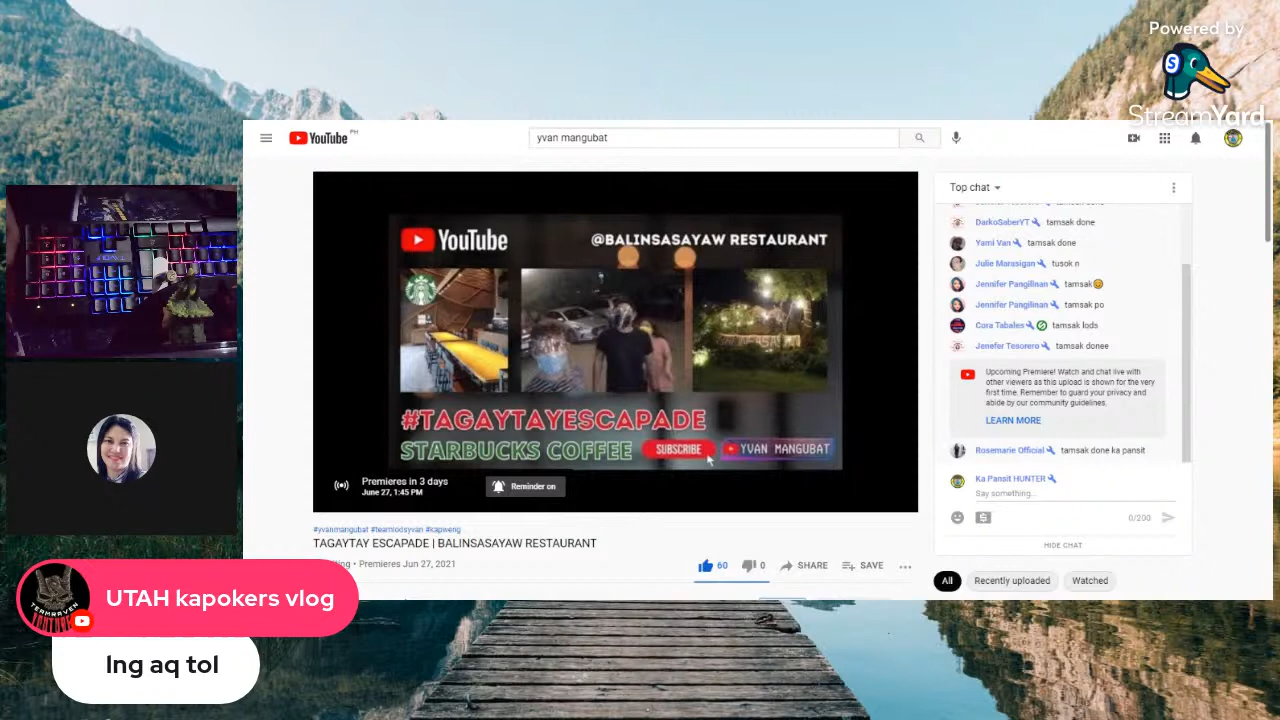 Powered by
StreamYard
YouTube PH
yvan mangubat
YouTube
@BALINSASAYAW RESTAURANT
#TAGAYTAYESCAPADE
STARBUCKS COFFEE
SUBSCRIBE
YVAN MANGUBAT
Premieres in 3 days
June 27, 1:45 PM
Reminder on
#yvanmangubat #teamlodsyvan #kapweng
TAGAYTAY ESCAPADE | BALINSASAYAW RESTAURANT
• Premieres Jun 27, 2021
60
0
SHARE
SAVE
Top chat
DarkoSaberYT tamsak done
Yami Van tamsak done
Julie Marasigan tusok n
Jennifer Pangilinan tamsak😊
Jennifer Pangilinan tamsak po
Cora Tabales tamsak lods
Jenefer Tesorero tamsak donee
Upcoming Premiere! Watch and chat live with
other viewers as this upload is shown for the very
first time. Remember to guard your privacy and
abide by our community guidelines.
LEARN MORE
Rosemarie Official tamsak done ka pansit
Ka Pansit HUNTER
Say something...
0/200
HIDE CHAT
All
Recently uploaded
Watched
TEAMRAVEN
UTAH kapokers vlog
lng aq tol